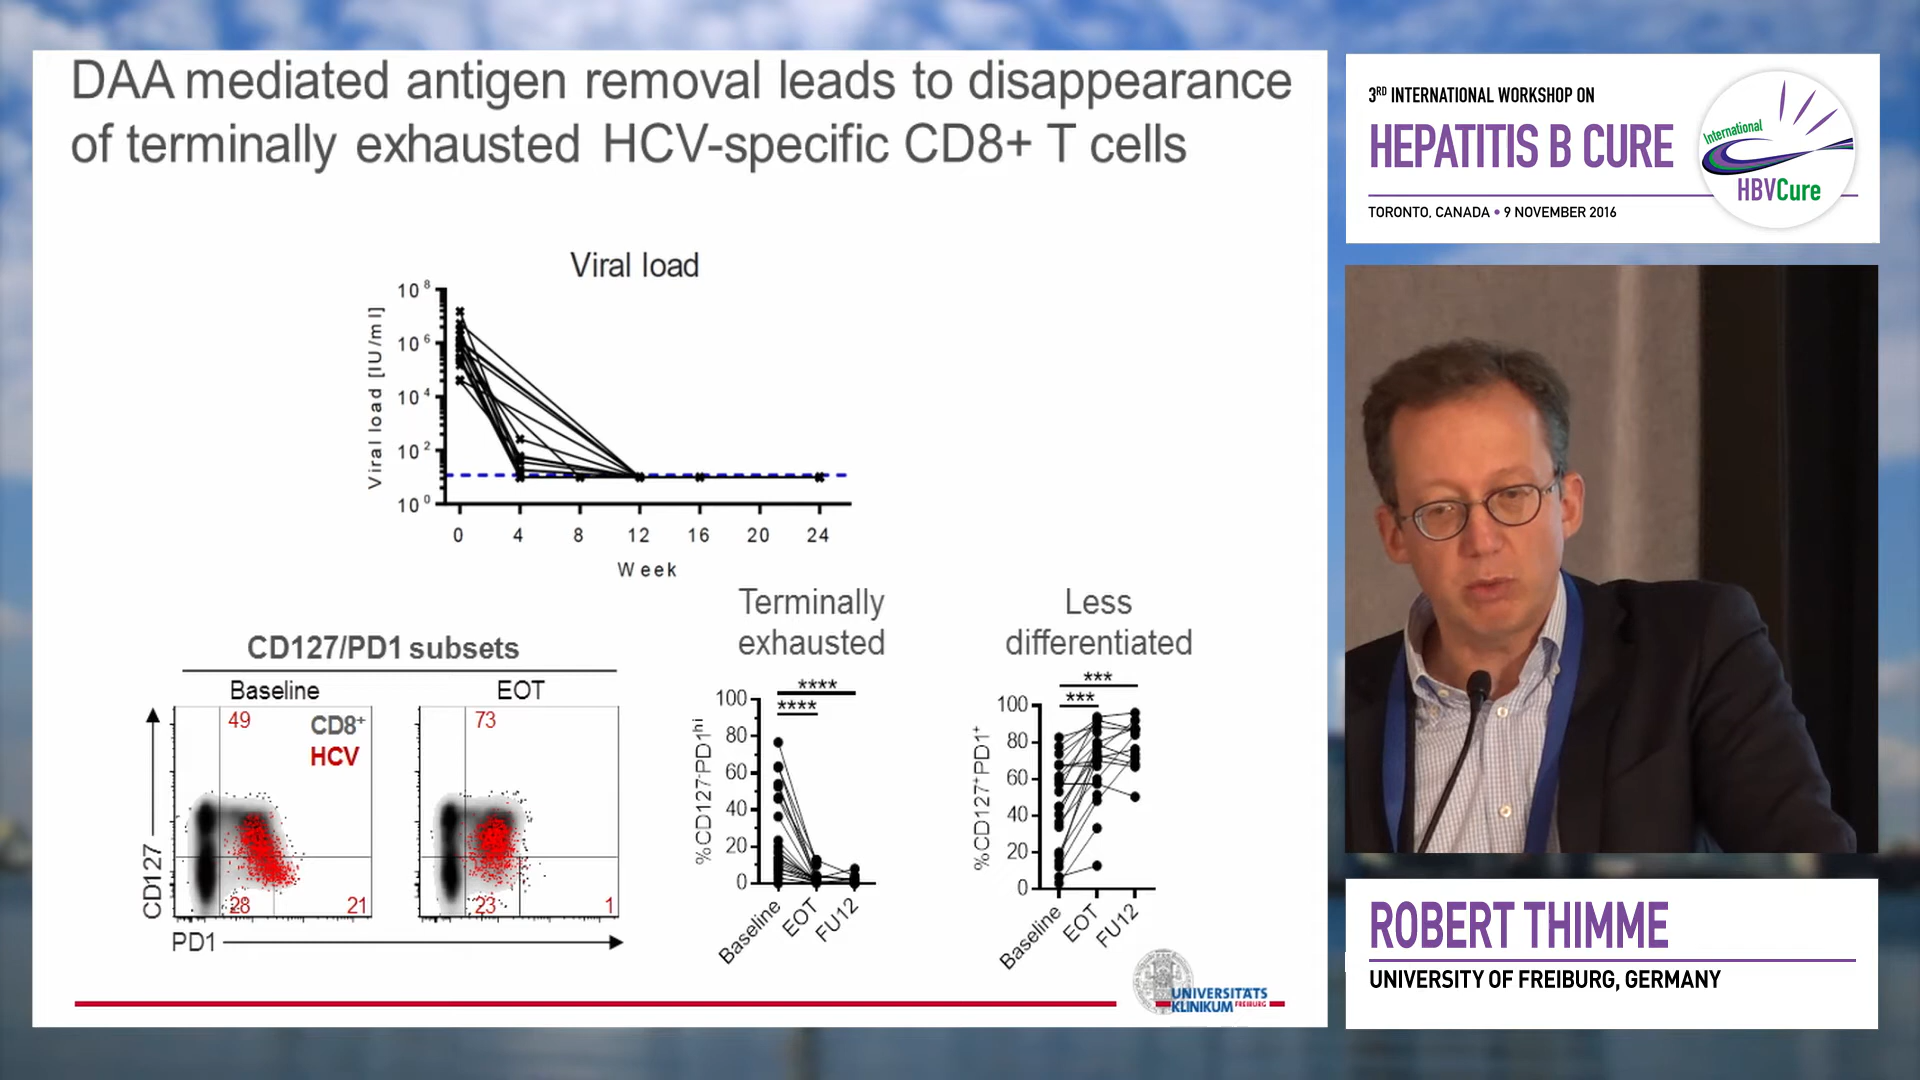 DAA mediated antigen removal leads to disappearance
of terminally exhausted HCV-specific CD8+ T cells
Viral load
Viral load [IU/ml]
10⁸
10⁶
10⁴
10²
10⁰
0 4 8 12 16 20 24
Week
CD127/PD1 subsets
Baseline
EOT
49
CD8⁺
HCV
28
21
73
23
1
CD127
PD1
Terminally
exhausted
****
****
%CD127⁻PD1ʰⁱ
100
80
60
40
20
0
Baseline
EOT
FU12
Less
differentiated
***
***
%CD127⁺PD1⁺
100
80
60
40
20
0
Baseline
EOT
FU12
UNIVERSITÄTS
KLINIKUM FREIBURG
3RD INTERNATIONAL WORKSHOP ON
HEPATITIS B CURE
TORONTO, CANADA • 9 NOVEMBER 2016
International
HBVCure
ROBERT THIMME
UNIVERSITY OF FREIBURG, GERMANY